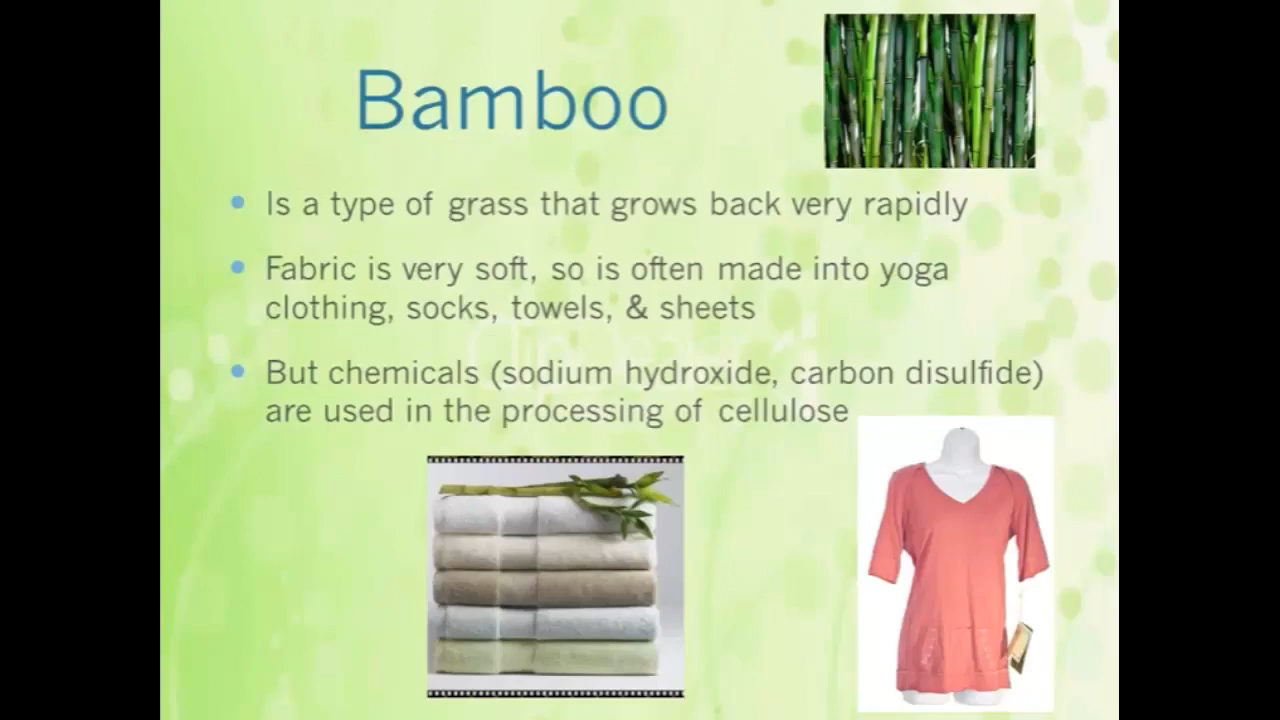 Bamboo
• Is a type of grass that grows back very rapidly
• Fabric is very soft, so is often made into yoga
clothing, socks, towels, & sheets
• But chemicals (sodium hydroxide, carbon disulfide)
are used in the processing of cellulose